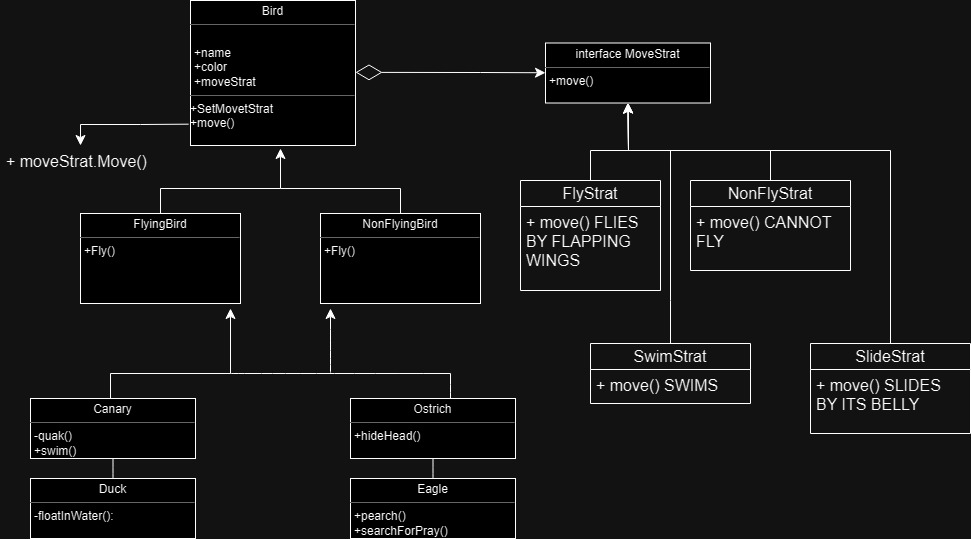 Bird
+name
+color
+moveStrat
+SetMovetStrat
+move()
interface MoveStrat
+move()
+ moveStrat.Move()
FlyingBird
+Fly()
NonFlyingBird
+Fly()
FlyStrat
+ move() FLIES
BY FLAPPING
WINGS
NonFlyStrat
+ move() CANNOT
FLY
SwimStrat
+ move() SWIMS
SlideStrat
+ move() SLIDES
BY ITS BELLY
Canary
-quak()
+swim()
Ostrich
+hideHead()
Duck
-floatInWater():
Eagle
+pearch()
+searchForPray()